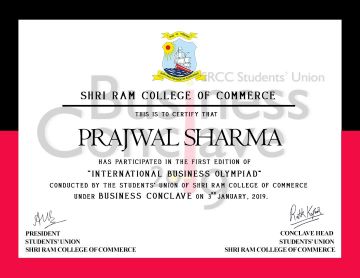 SRCC Students' Union
Business
Conclave
SHRI RAM COLLEGE OF COMMERCE
THIS IS TO CERTIFY THAT
PRAJWAL SHARMA
HAS PARTICIPATED IN THE FIRST EDITION OF
"INTERNATIONAL BUSINESS OLYMPIAD"
CONDUCTED BY THE STUDENTS' UNION OF SHRI RAM COLLEGE OF COMMERCE
UNDER BUSINESS CONCLAVE ON 3RD JANUARY, 2019.
PRESIDENT
STUDENTS' UNION
SHRI RAM COLLEGE OF COMMERCE
CONCLAVE HEAD
STUDENTS' UNION
SHRI RAM COLLEGE OF COMMERCE